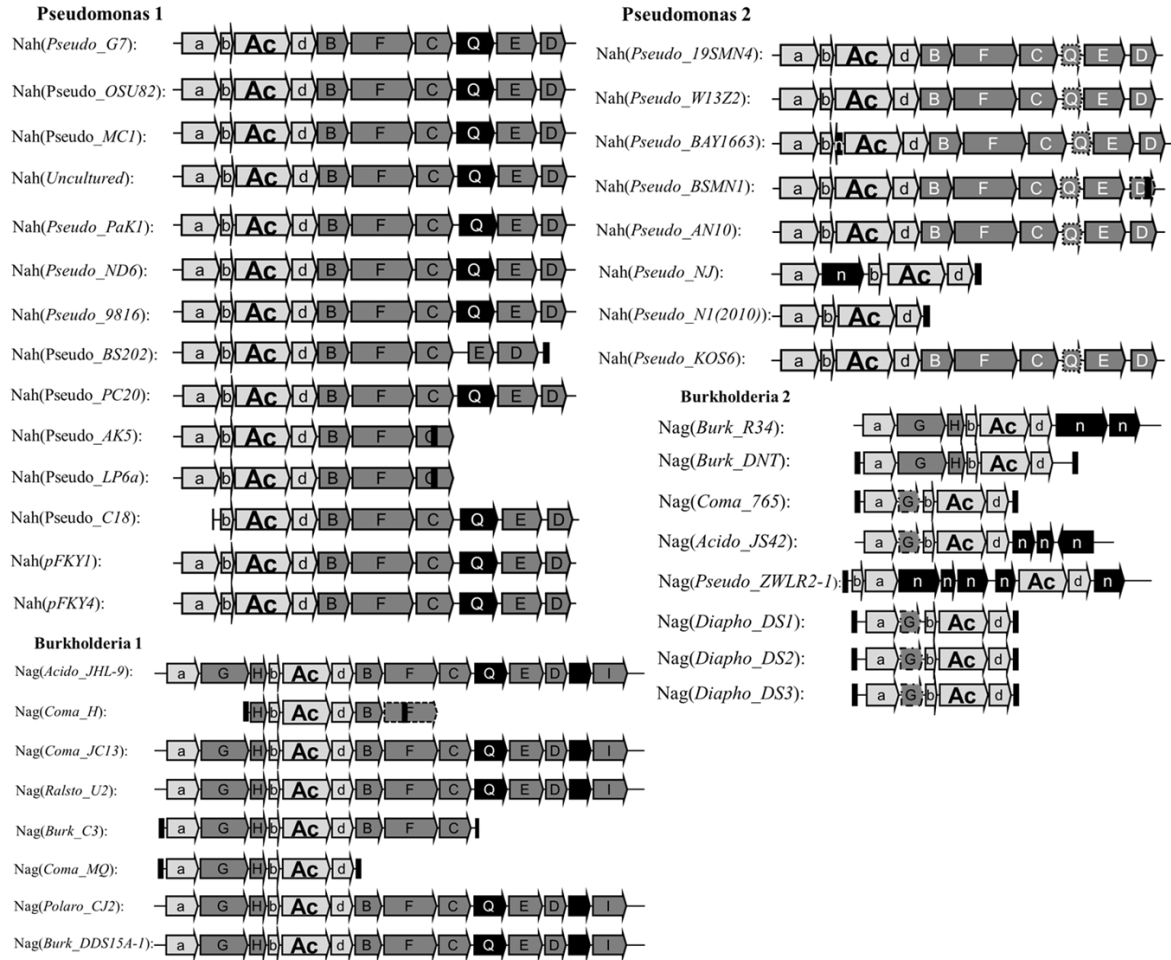 Pseudomonas 1
Nah(Pseudo_G7): a b Ac d B F C Q E D
Nah(Pseudo_OSU82): a b Ac d B F C Q E D
Nah(Pseudo_MC1): a b Ac d B F C Q E D
Nah(Uncultured): a b Ac d B F C Q E D
Nah(Pseudo_PaK1): a b Ac d B F C Q E D
Nah(Pseudo_ND6): a b Ac d B F C Q E D
Nah(Pseudo_9816): a b Ac d B F C Q E D
Nah(Pseudo_BS202): a b Ac d B F C E D
Nah(Pseudo_PC20): a b Ac d B F C Q E D
Nah(Pseudo_AK5): a b Ac d B F C
Nah(Pseudo_LP6a): a b Ac d B F C
Nah(Pseudo_C18): b Ac d B F C Q E D
Nah(pFKY1): a b Ac d B F C Q E D
Nah(pFKY4): a b Ac d B F C Q E D
Burkholderia 1
Nag(Acido_JHL-9): a G H b Ac d B F C Q E D I
Nag(Coma_H): H b Ac d B F
Nag(Coma_JC13): a G H b Ac d B F C Q E D I
Nag(Ralsto_U2): a G H b Ac d B F C Q E D I
Nag(Burk_C3): a G H b Ac d B F C
Nag(Coma_MQ): a G H b Ac d
Nag(Polaro_CJ2): a G H b Ac d B F C Q E D I
Nag(Burk_DDS15A-1): a G H b Ac d B F C Q E D I
Pseudomonas 2
Nah(Pseudo_19SMN4): a b Ac d B F C Q E D
Nah(Pseudo_W13Z2): a b Ac d B F C Q E D
Nah(Pseudo_BAY1663): a b n Ac d B F C Q E D
Nah(Pseudo_BSMN1): a b Ac d B F C Q E D
Nah(Pseudo_AN10): a b Ac d B F C Q E D
Nah(Pseudo_NJ): a n b Ac d
Nah(Pseudo_N1(2010)): a b Ac d
Nah(Pseudo_KOS6): a b Ac d B F C Q E D
Burkholderia 2
Nag(Burk_R34): a G H b Ac d n n
Nag(Burk_DNT): a G H b Ac d
Nag(Coma_765): a G b Ac d
Nag(Acido_JS42): a G b Ac d n n n
Nag(Pseudo_ZWLR2-1): b a n n n n Ac d n
Nag(Diapho_DS1): a G b Ac d
Nag(Diapho_DS2): a G b Ac d
Nag(Diapho_DS3): a G b Ac d